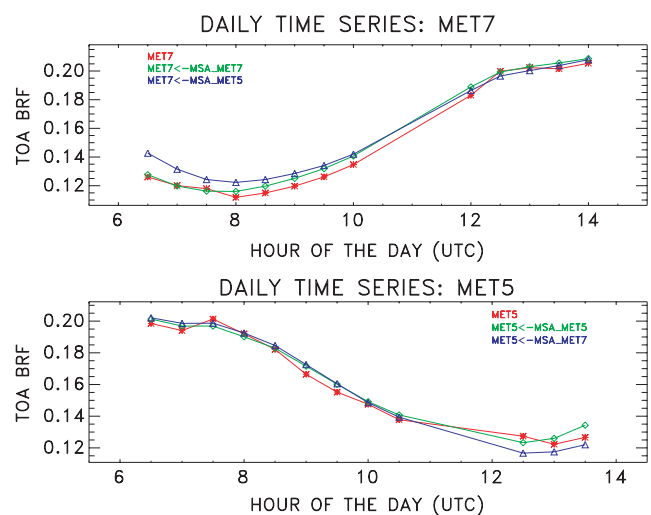 DAILY TIME SERIES: MET7
MET7
MET7<-MSA_MET7
MET7<-MSA_MET5
TOA BRF
0.20
0.18
0.16
0.14
0.12
6 8 10 12 14
HOUR OF THE DAY (UTC)
DAILY TIME SERIES: MET5
MET5
MET5<-MSA_MET5
MET5<-MSA_MET7
TOA BRF
0.20
0.18
0.16
0.14
0.12
6 8 10 12 14
HOUR OF THE DAY (UTC)